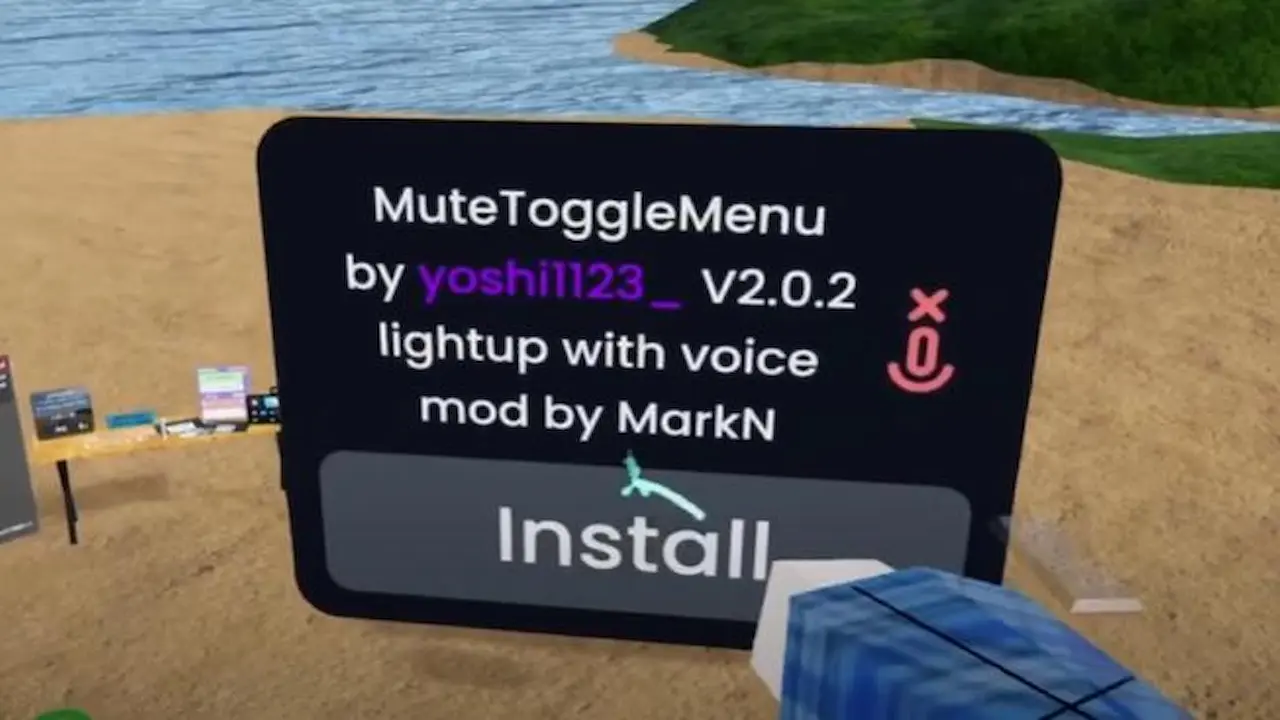 MuteToggleMenu
by yoshi1123_ V2.0.2
lightup with voice
mod by MarkN
Install